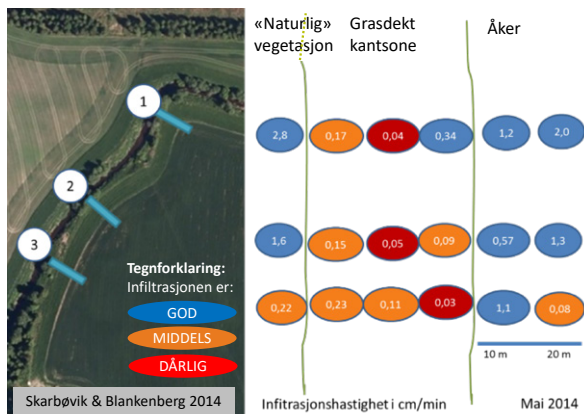 «Naturlig» Grasdekt Åker
vegetasjon kantsone
1
2
3
2,8 0,17 0,04 0,34 1,2 2,0
1,6 0,15 0,05 0,09 0,57 1,3
0,22 0,23 0,11 0,03 1,1 0,08
10 m 20 m
Tegnforklaring:
Infiltrasjonen er:
GOD
MIDDELS
DÅRLIG
Skarbøvik & Blankenberg 2014
Infitrasjonshastighet i cm/min Mai 2014